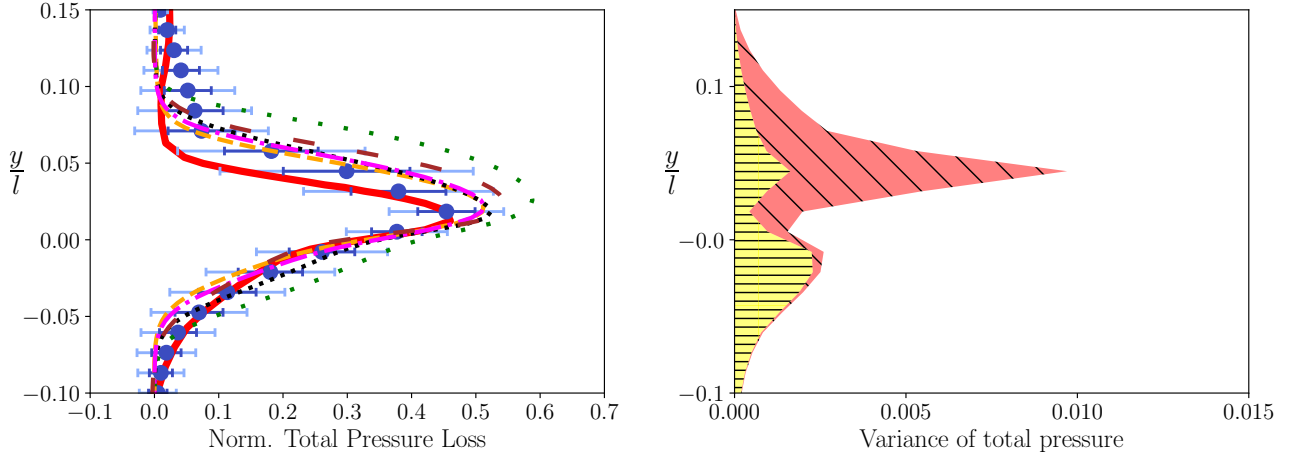 0.15
0.10
0.05
0.00
−0.05
−0.10
y
l
−0.1 0.0 0.1 0.2 0.3 0.4 0.5 0.6 0.7
Norm. Total Pressure Loss
0.1
−0.0
−0.1
y
l
0.000 0.005 0.010 0.015
Variance of total pressure